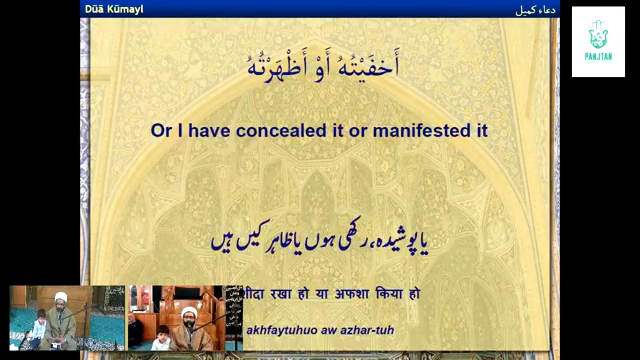 Dūā Kūmayl
دعاء كميل
PANJTAN
أَخفَيْتُهُ أَوْ أَظْهَرْتُهُ
Or I have concealed it or manifested it
یا پوشیدہ، رکھی ہوں یا ظاہر کیں ہیں
रखा हो या अफशा किया हो
akhfaytuhuo aw azhar-tuh